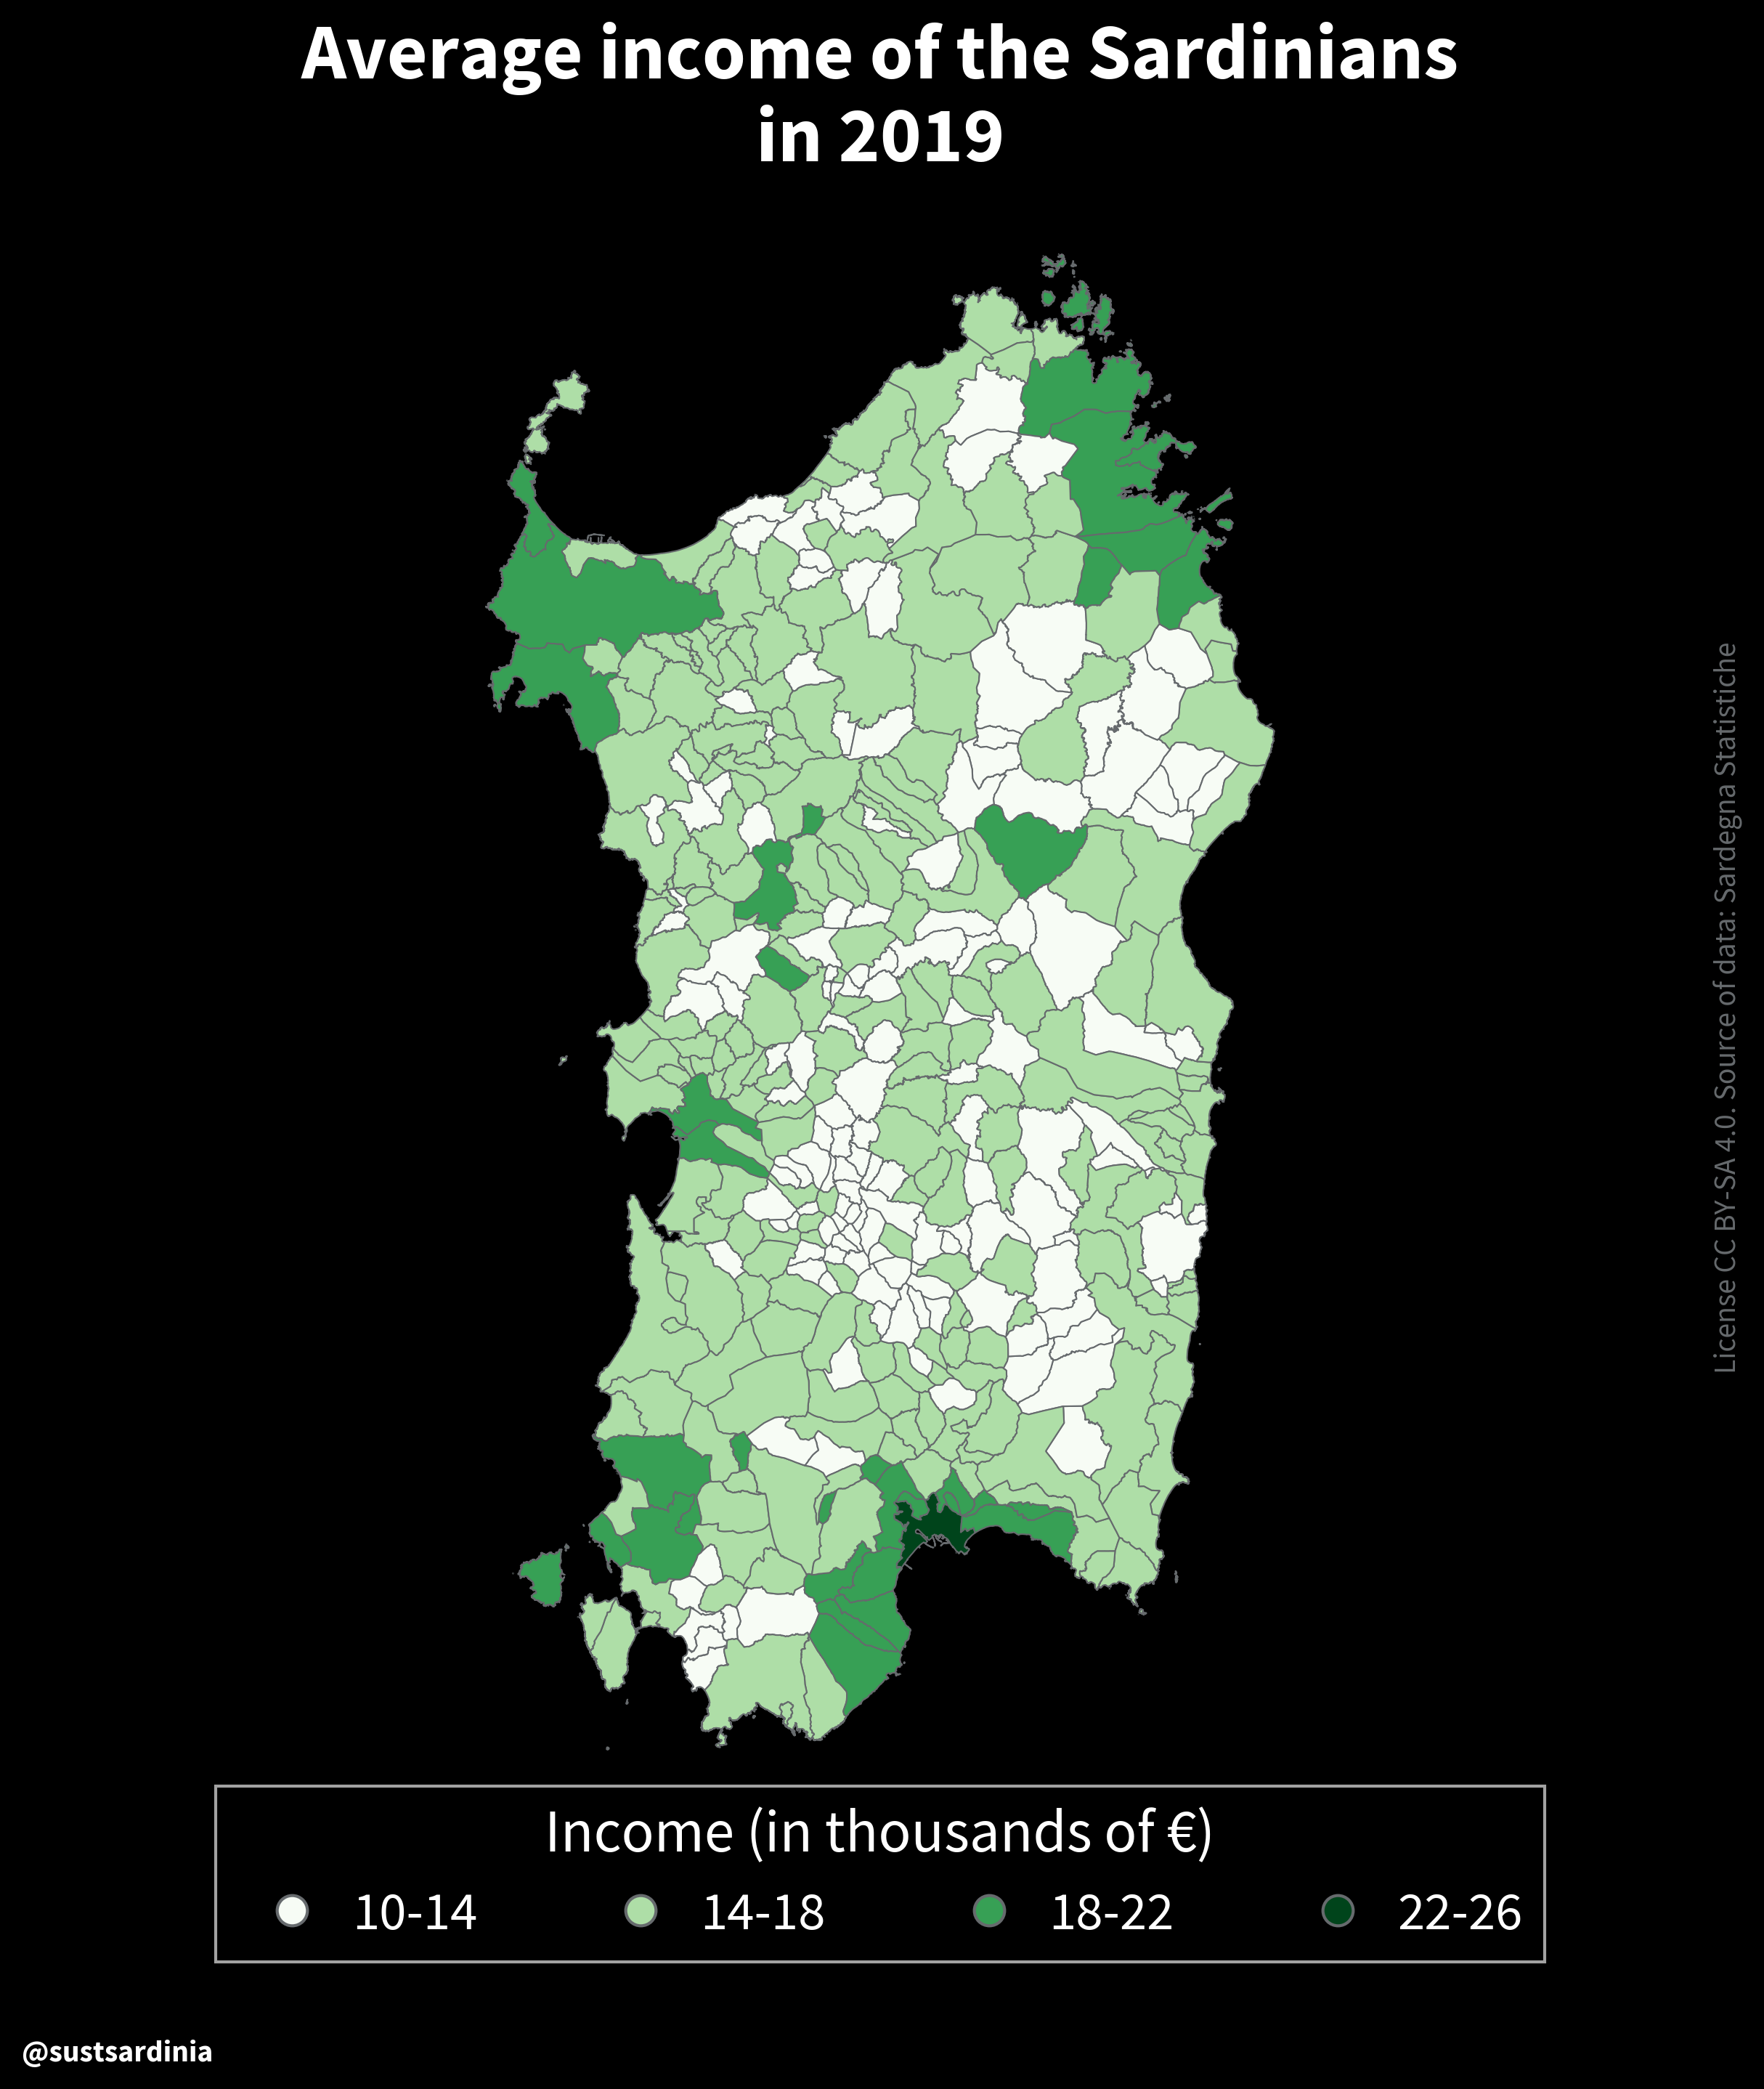 Average income of the Sardinians
in 2019
License CC BY-SA 4.0. Source of data: Sardegna Statistiche
Income (in thousands of €)
10-14 14-18 18-22 22-26
@sustsardinia